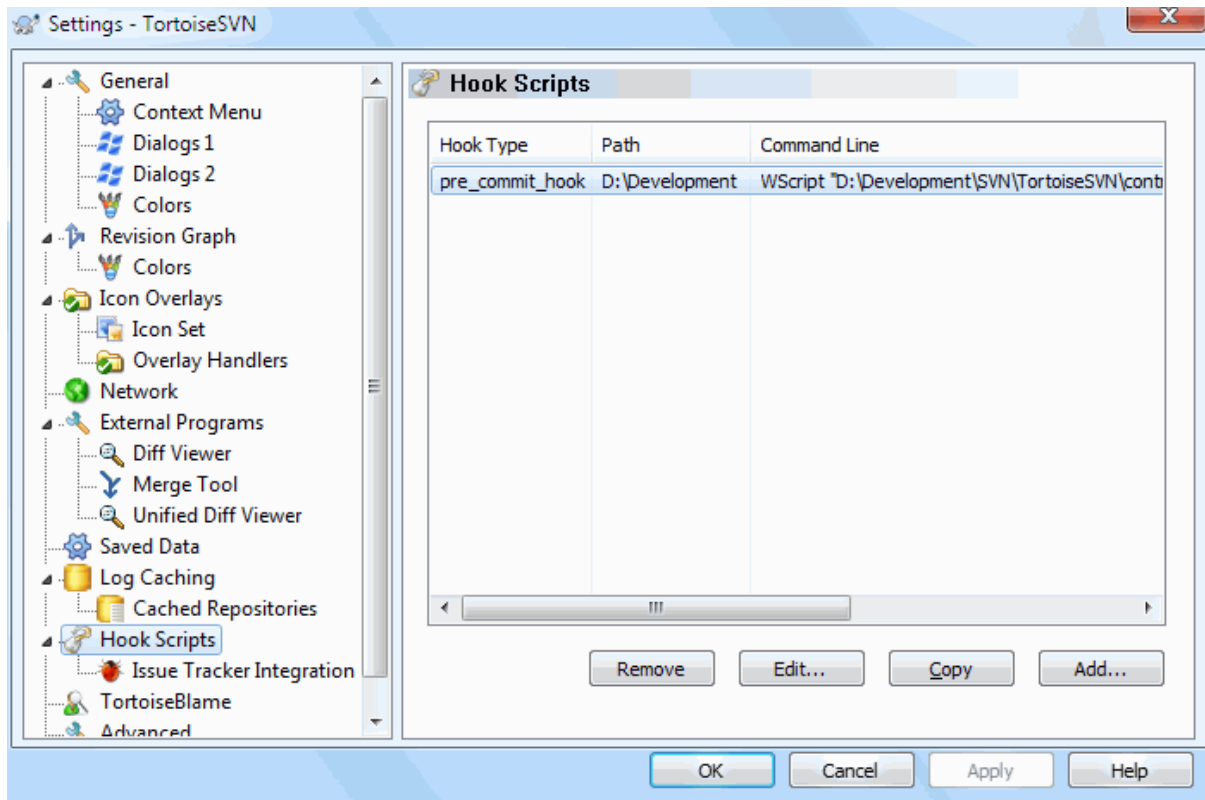 Settings - TortoiseSVN
General
Context Menu
Dialogs 1
Dialogs 2
Colors
Revision Graph
Colors
Icon Overlays
Icon Set
Overlay Handlers
Network
External Programs
Diff Viewer
Merge Tool
Unified Diff Viewer
Saved Data
Log Caching
Cached Repositories
Hook Scripts
Issue Tracker Integration
TortoiseBlame
Advanced
Hook Scripts
Hook Type Path Command Line
pre_commit_hook D:\Development WScript "D:\Development\SVN\TortoiseSVN\contr
Remove Edit... Copy Add...
OK Cancel Apply Help